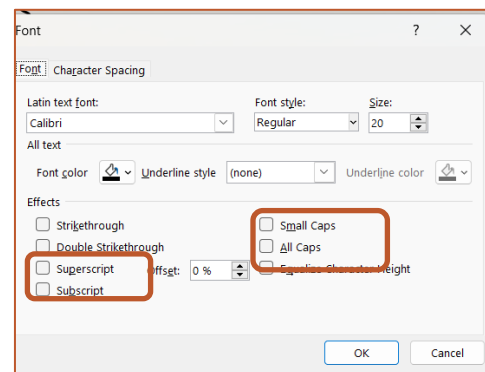 Font ? ×
Font Character Spacing
Latin text font: Font style: Size:
Calibri Regular 20
All text
Font color Underline style (none) Underline color
Effects
Strikethrough Small Caps
Double Strikethrough All Caps
Superscript Offset: 0 % Equalize Character Height
Subscript
OK Cancel